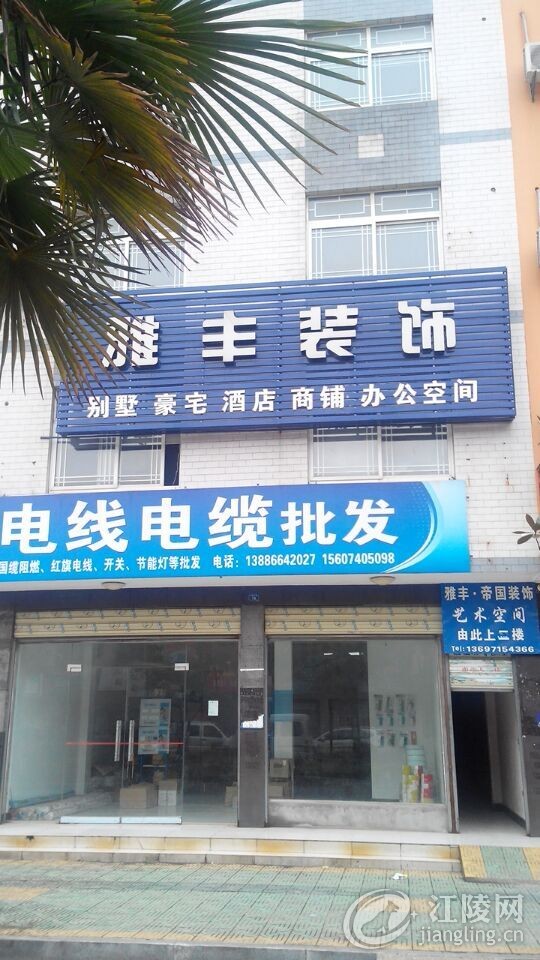 雅丰装饰
别墅 豪宅 酒店 商铺 办公空间
电线电缆批发
国缆阻燃、红旗电线、开关、节能灯等批发 电话：13886642027 15607405098
雅丰·帝国装饰
艺术空间
由此上二楼
Tel:13697154366
江陵网
jiangling.cn